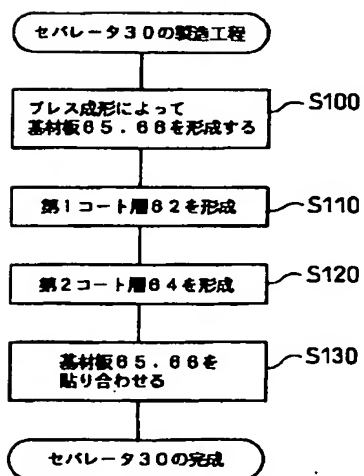 セパレータ30の製造工程
プレス成形によって
基材板65.66を形成する
S100
第1コート層62を形成
S110
第2コート層64を形成
S120
基材板65.66を
貼り合わせる
S130
セパレータ30の完成